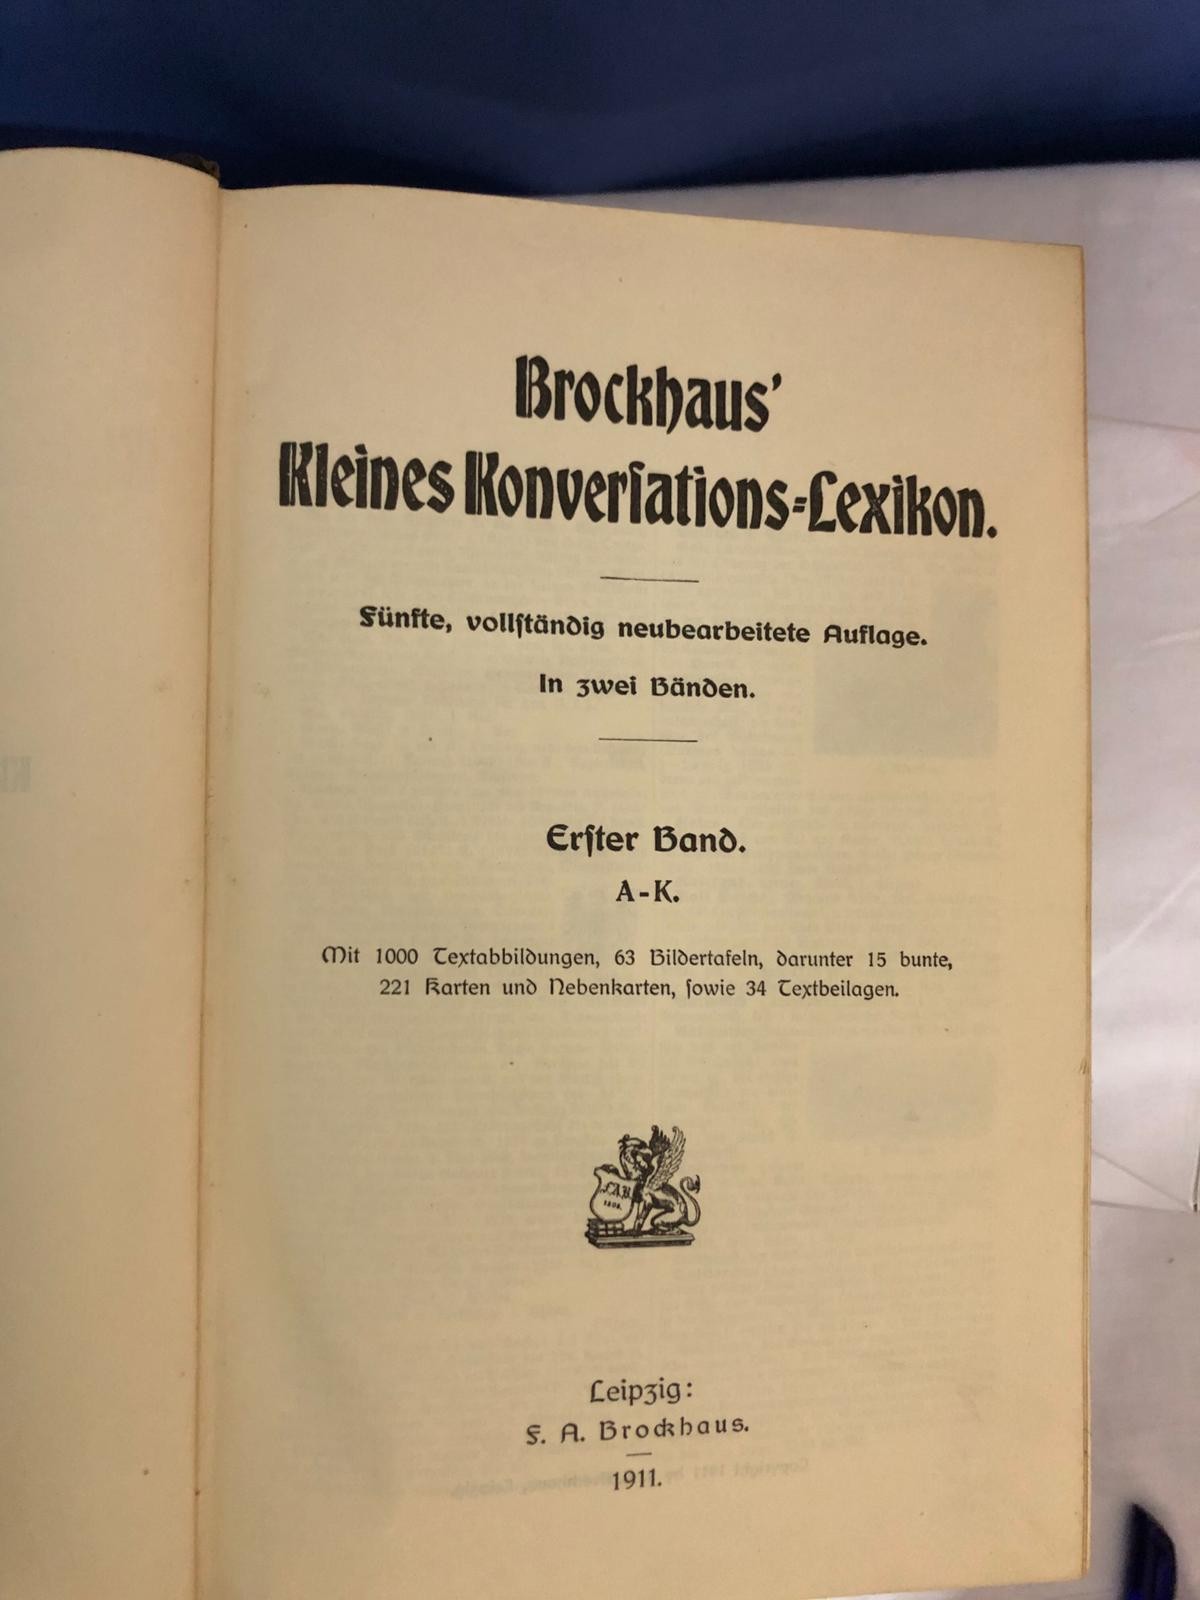 Brockhaus'
Kleines Konverſations-Lexikon.
Fünfte, vollſtändig neubearbeitete Auflage.
In zwei Bänden.
Erſter Band.
A-K.
Mit 1000 Textabbildungen, 63 Bildertafeln, darunter 15 bunte,
221 Karten und Nebenkarten, ſowie 34 Textbeilagen.
F.A.B.
Leipzig:
F. A. Brockhaus.
1911.